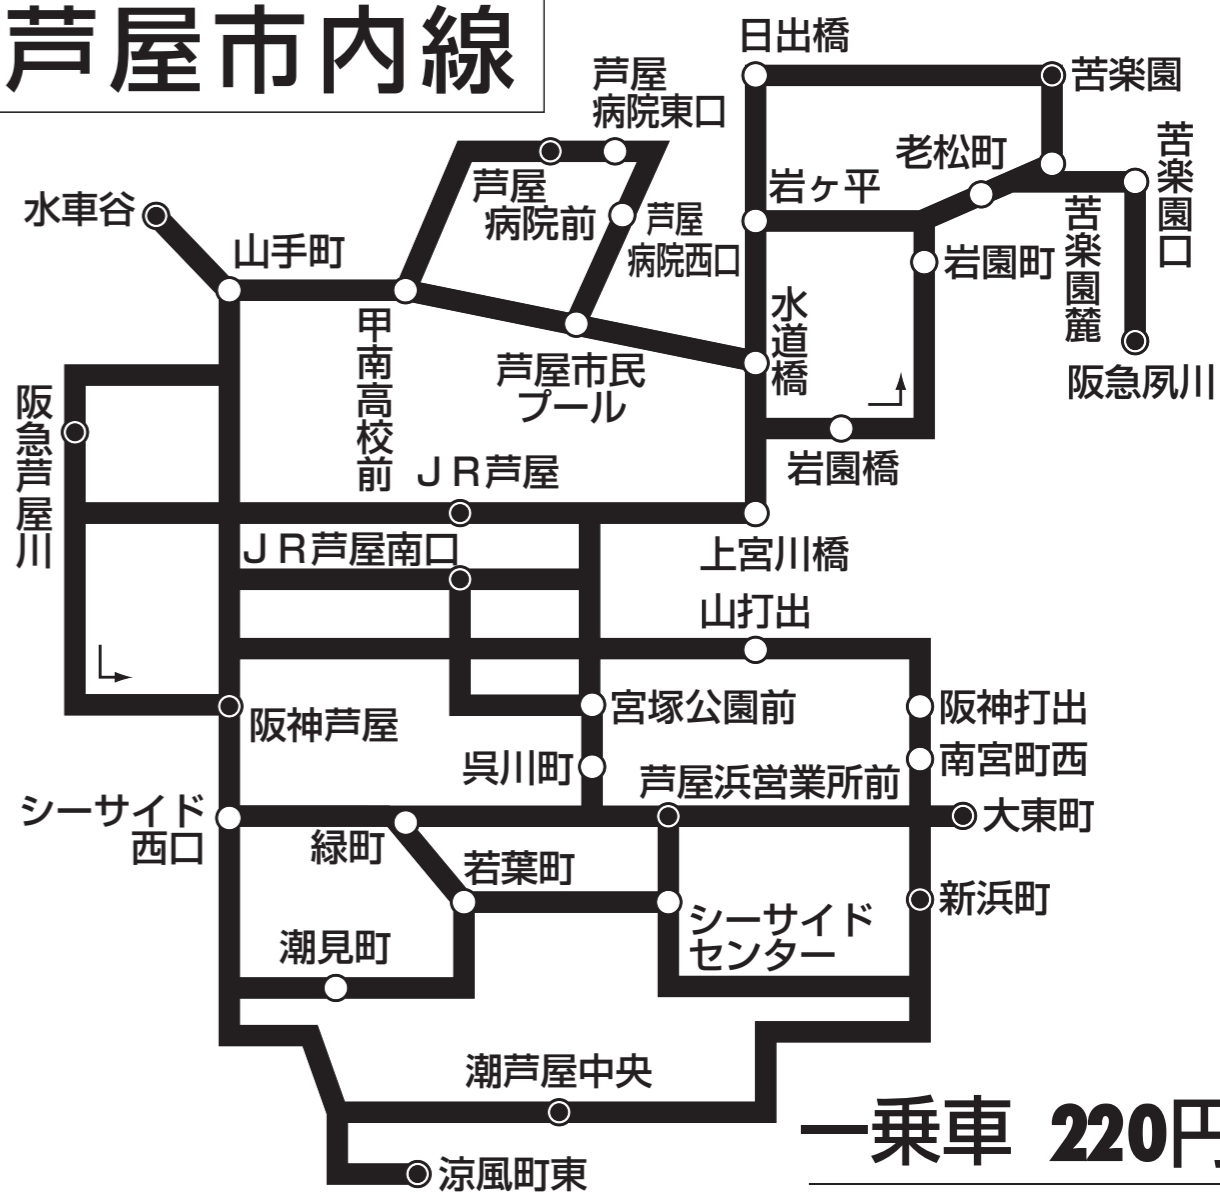 芦屋市内線
日出橋
苦楽園
芦屋
病院東口
老松町
苦楽園口
水車谷
芦屋
病院前
芦屋
病院西口
岩ヶ平
山手町
岩園町
苦楽園麓
甲南高校前
水道橋
芦屋市民
プール
阪急夙川
阪急芦屋川
岩園橋
JR芦屋
JR芦屋南口
上宮川橋
山打出
阪神芦屋
宮塚公園前
阪神打出
呉川町
芦屋浜営業所前
南宮町西
シーサイド
西口
大東町
緑町
若葉町
新浜町
シーサイド
センター
潮見町
潮芦屋中央
一乗車 220円
涼風町東